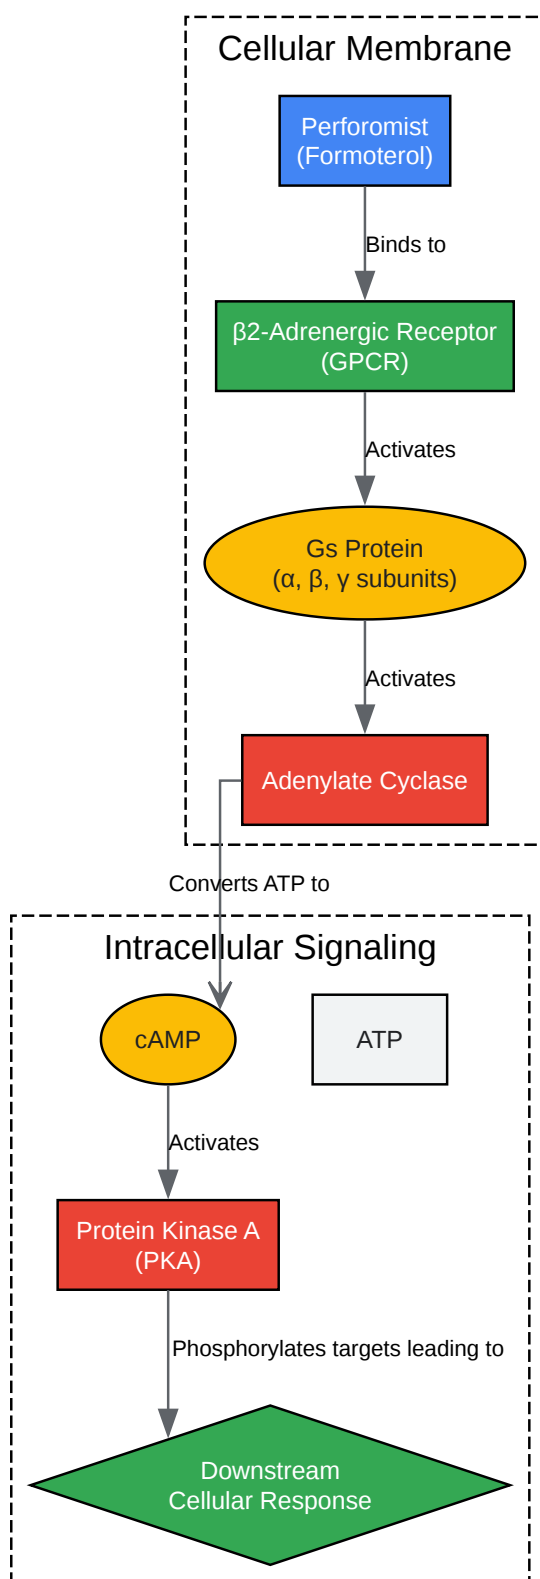 Cellular Membrane
Perforomist
(Formoterol)
Binds to
β2-Adrenergic Receptor
(GPCR)
Activates
Gs Protein
(α, β, γ subunits)
Activates
Adenylate Cyclase
Converts ATP to
Intracellular Signaling
cAMP
ATP
Activates
Protein Kinase A
(PKA)
Phosphorylates targets leading to
Downstream
Cellular Response